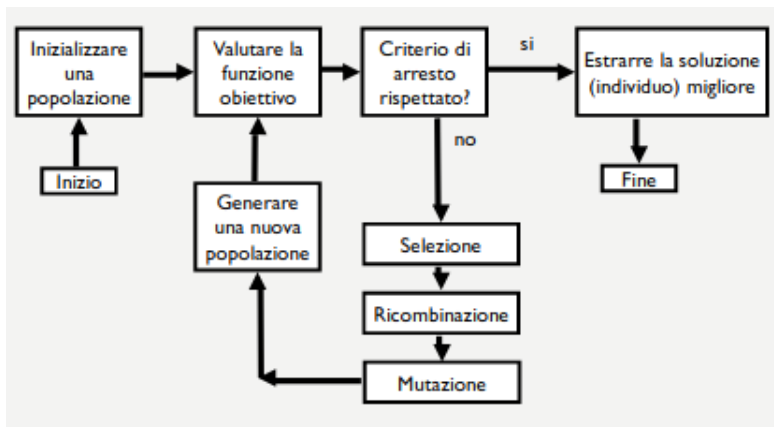 Inizializzare
una
popolazione
Valutare la
funzione
obiettivo
Criterio di
arresto
rispettato?
si
Estrarre la soluzione
(individuo) migliore
no
Inizio
Fine
Generare
una nuova
popolazione
Selezione
Ricombinazione
Mutazione